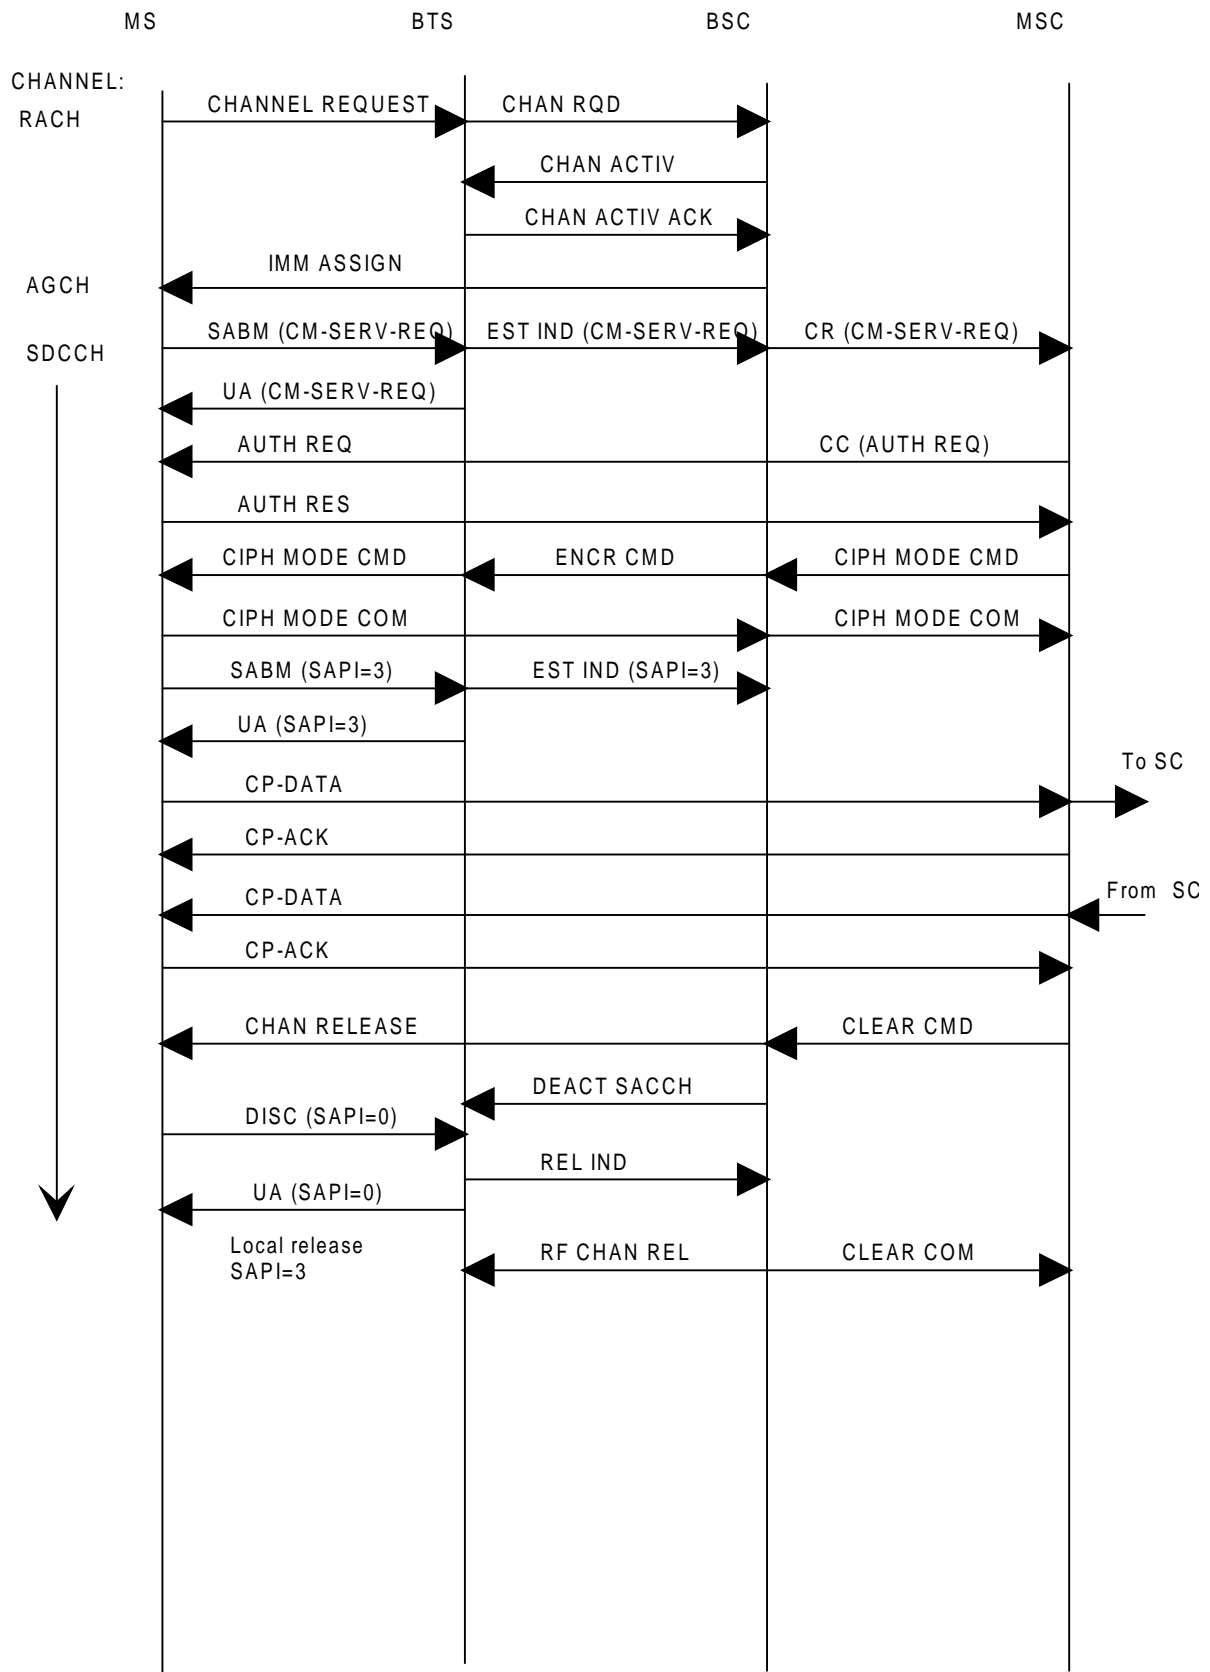 MS BTS BSC MSC
CHANNEL:
RACH
CHANNEL REQUEST CHAN RQD
CHAN ACTIV
CHAN ACTIV ACK
IMM ASSIGN
AGCH
SABM (CM-SERV-REQ) EST IND (CM-SERV-REQ) CR (CM-SERV-REQ)
SDCCH
UA (CM-SERV-REQ)
AUTH REQ CC (AUTH REQ)
AUTH RES
CIPH MODE CMD ENCR CMD CIPH MODE CMD
CIPH MODE COM CIPH MODE COM
SABM (SAPI=3) EST IND (SAPI=3)
UA (SAPI=3)
To SC
CP-DATA
CP-ACK
From SC
CP-DATA
CP-ACK
CHAN RELEASE CLEAR CMD
DEACT SACCH
DISC (SAPI=0)
REL IND
UA (SAPI=0)
Local release
SAPI=3
RF CHAN REL CLEAR COM